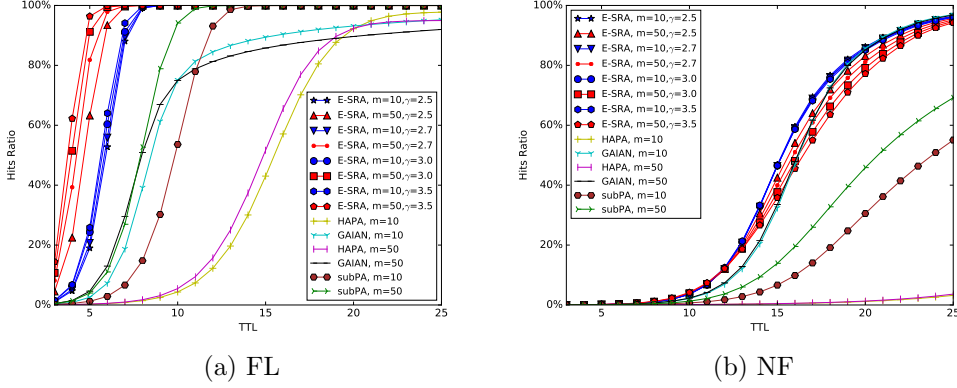 100%
80%
60%
40%
20%
0%
Hits Ratio
5
10
15
20
25
TTL
E-SRA, m=10,γ=2.5
E-SRA, m=50,γ=2.5
E-SRA, m=10,γ=2.7
E-SRA, m=50,γ=2.7
E-SRA, m=10,γ=3.0
E-SRA, m=50,γ=3.0
E-SRA, m=10,γ=3.5
E-SRA, m=50,γ=3.5
HAPA, m=10
GAIAN, m=10
HAPA, m=50
GAIAN, m=50
subPA, m=10
subPA, m=50
(a) FL
100%
80%
60%
40%
20%
0%
Hits Ratio
5
10
15
20
25
TTL
E-SRA, m=10,γ=2.5
E-SRA, m=50,γ=2.5
E-SRA, m=10,γ=2.7
E-SRA, m=50,γ=2.7
E-SRA, m=10,γ=3.0
E-SRA, m=50,γ=3.0
E-SRA, m=10,γ=3.5
E-SRA, m=50,γ=3.5
HAPA, m=10
GAIAN, m=10
HAPA, m=50
GAIAN, m=50
subPA, m=10
subPA, m=50
(b) NF